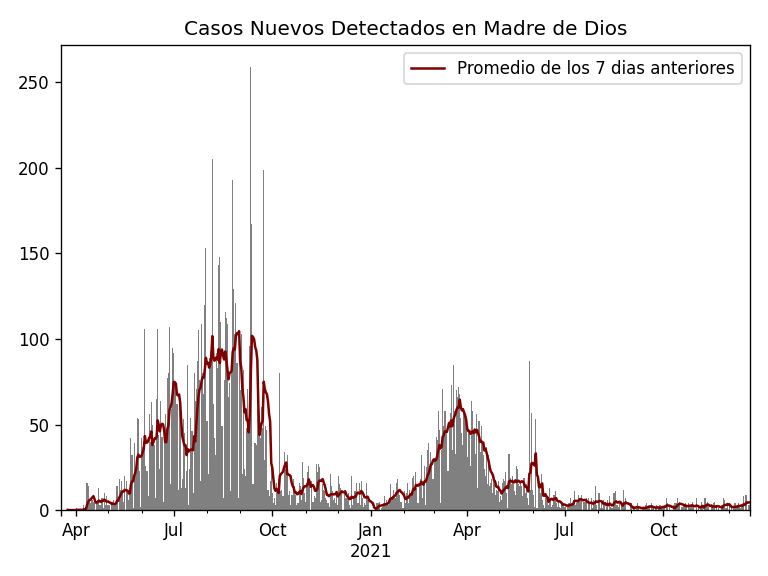 Casos Nuevos Detectados en Madre de Dios
Promedio de los 7 dias anteriores
250
200
150
100
50
0
Apr Jul Oct Jan Apr Jul Oct
2021